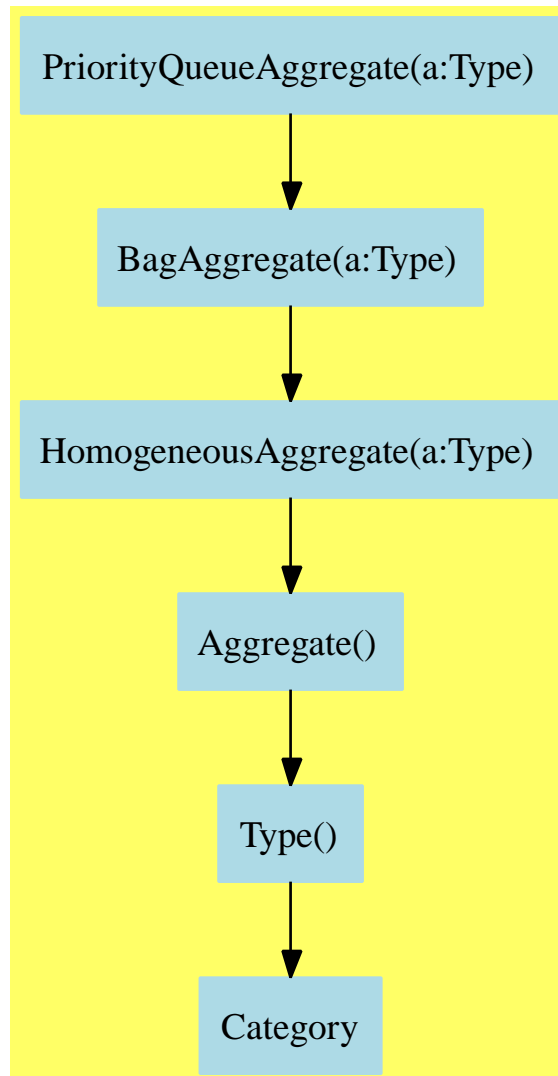 PriorityQueueAggregate(a:Type)
BagAggregate(a:Type)
HomogeneousAggregate(a:Type)
Aggregate()
Type()
Category